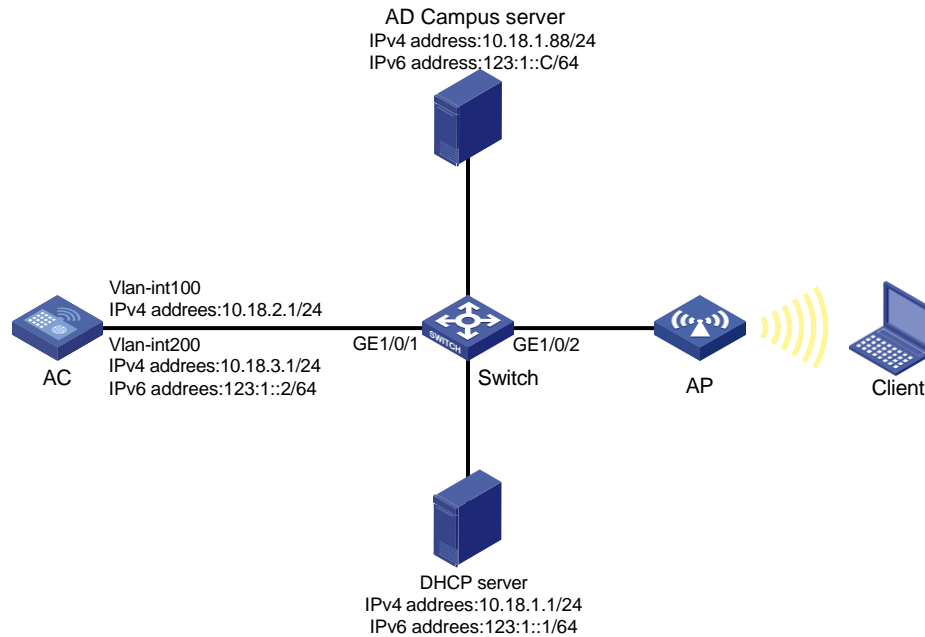 AD Campus server
IPv4 address:10.18.1.88/24
IPv6 address:123:1::C/64
Vlan-int100
IPv4 addrees:10.18.2.1/24
Vlan-int200
IPv4 addrees:10.18.3.1/24
IPv6 addrees:123:1::2/64
AC
GE1/0/1
SWITCH
GE1/0/2
Switch
AP
Client
DHCP server
IPv4 addrees:10.18.1.1/24
IPv6 addrees:123:1::1/64